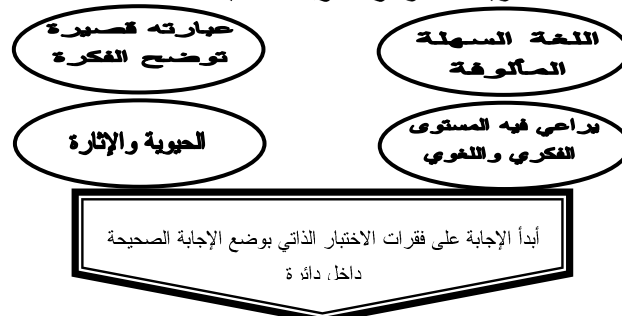 اللغة السهلة
المألوفة
عبارته قصيرة
توضح الفكرة
يراعي فيه المستوى
الفكري واللغوي
الحيوية والإثارة
أبدأ الإجابة على فقرات الاختبار الذاتي بوضع الإجابة الصحيحة
داخل دائرة